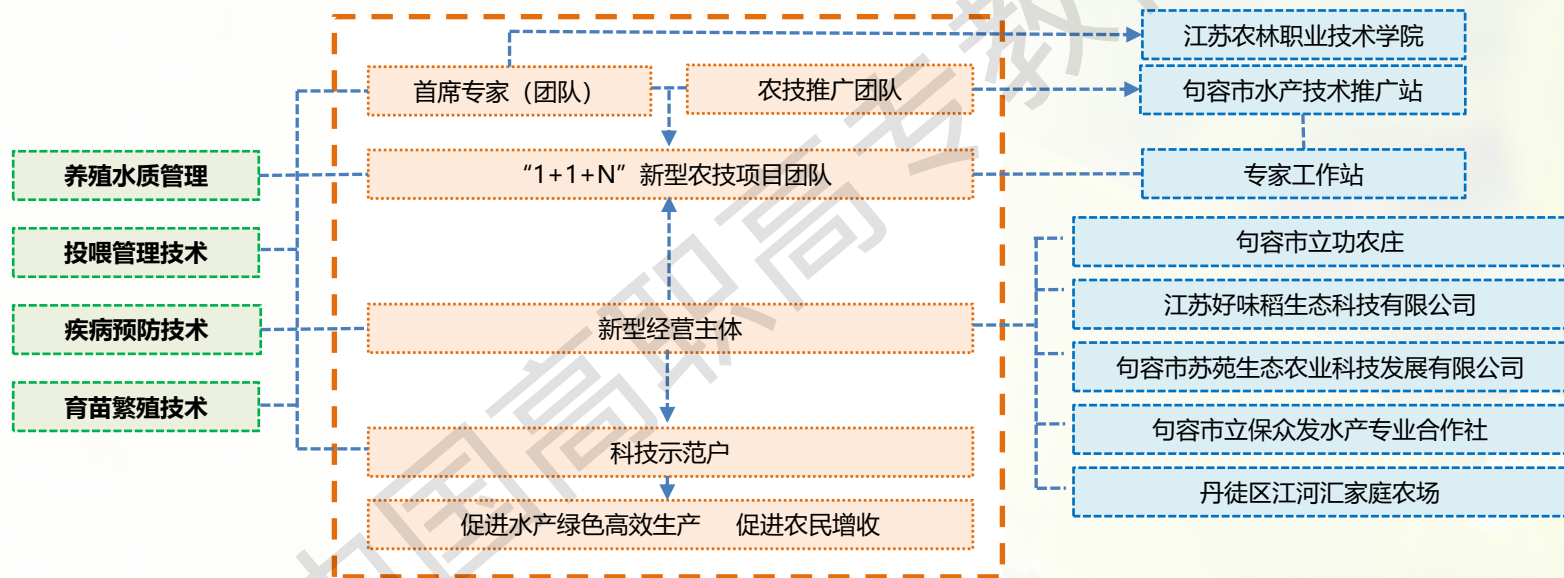 江苏农林职业技术学院
首席专家（团队）
农技推广团队
句容市水产技术推广站
养殖水质管理
“1+1+N”新型农技项目团队
专家工作站
投喂管理技术
句容市立功农庄
江苏好味稻生态科技有限公司
疾病预防技术
新型经营主体
句容市苏苑生态农业科技发展有限公司
育苗繁殖技术
句容市立保众发水产专业合作社
科技示范户
丹徒区江河汇家庭农场
促进水产绿色高效生产 促进农民增收
中国高职高专教